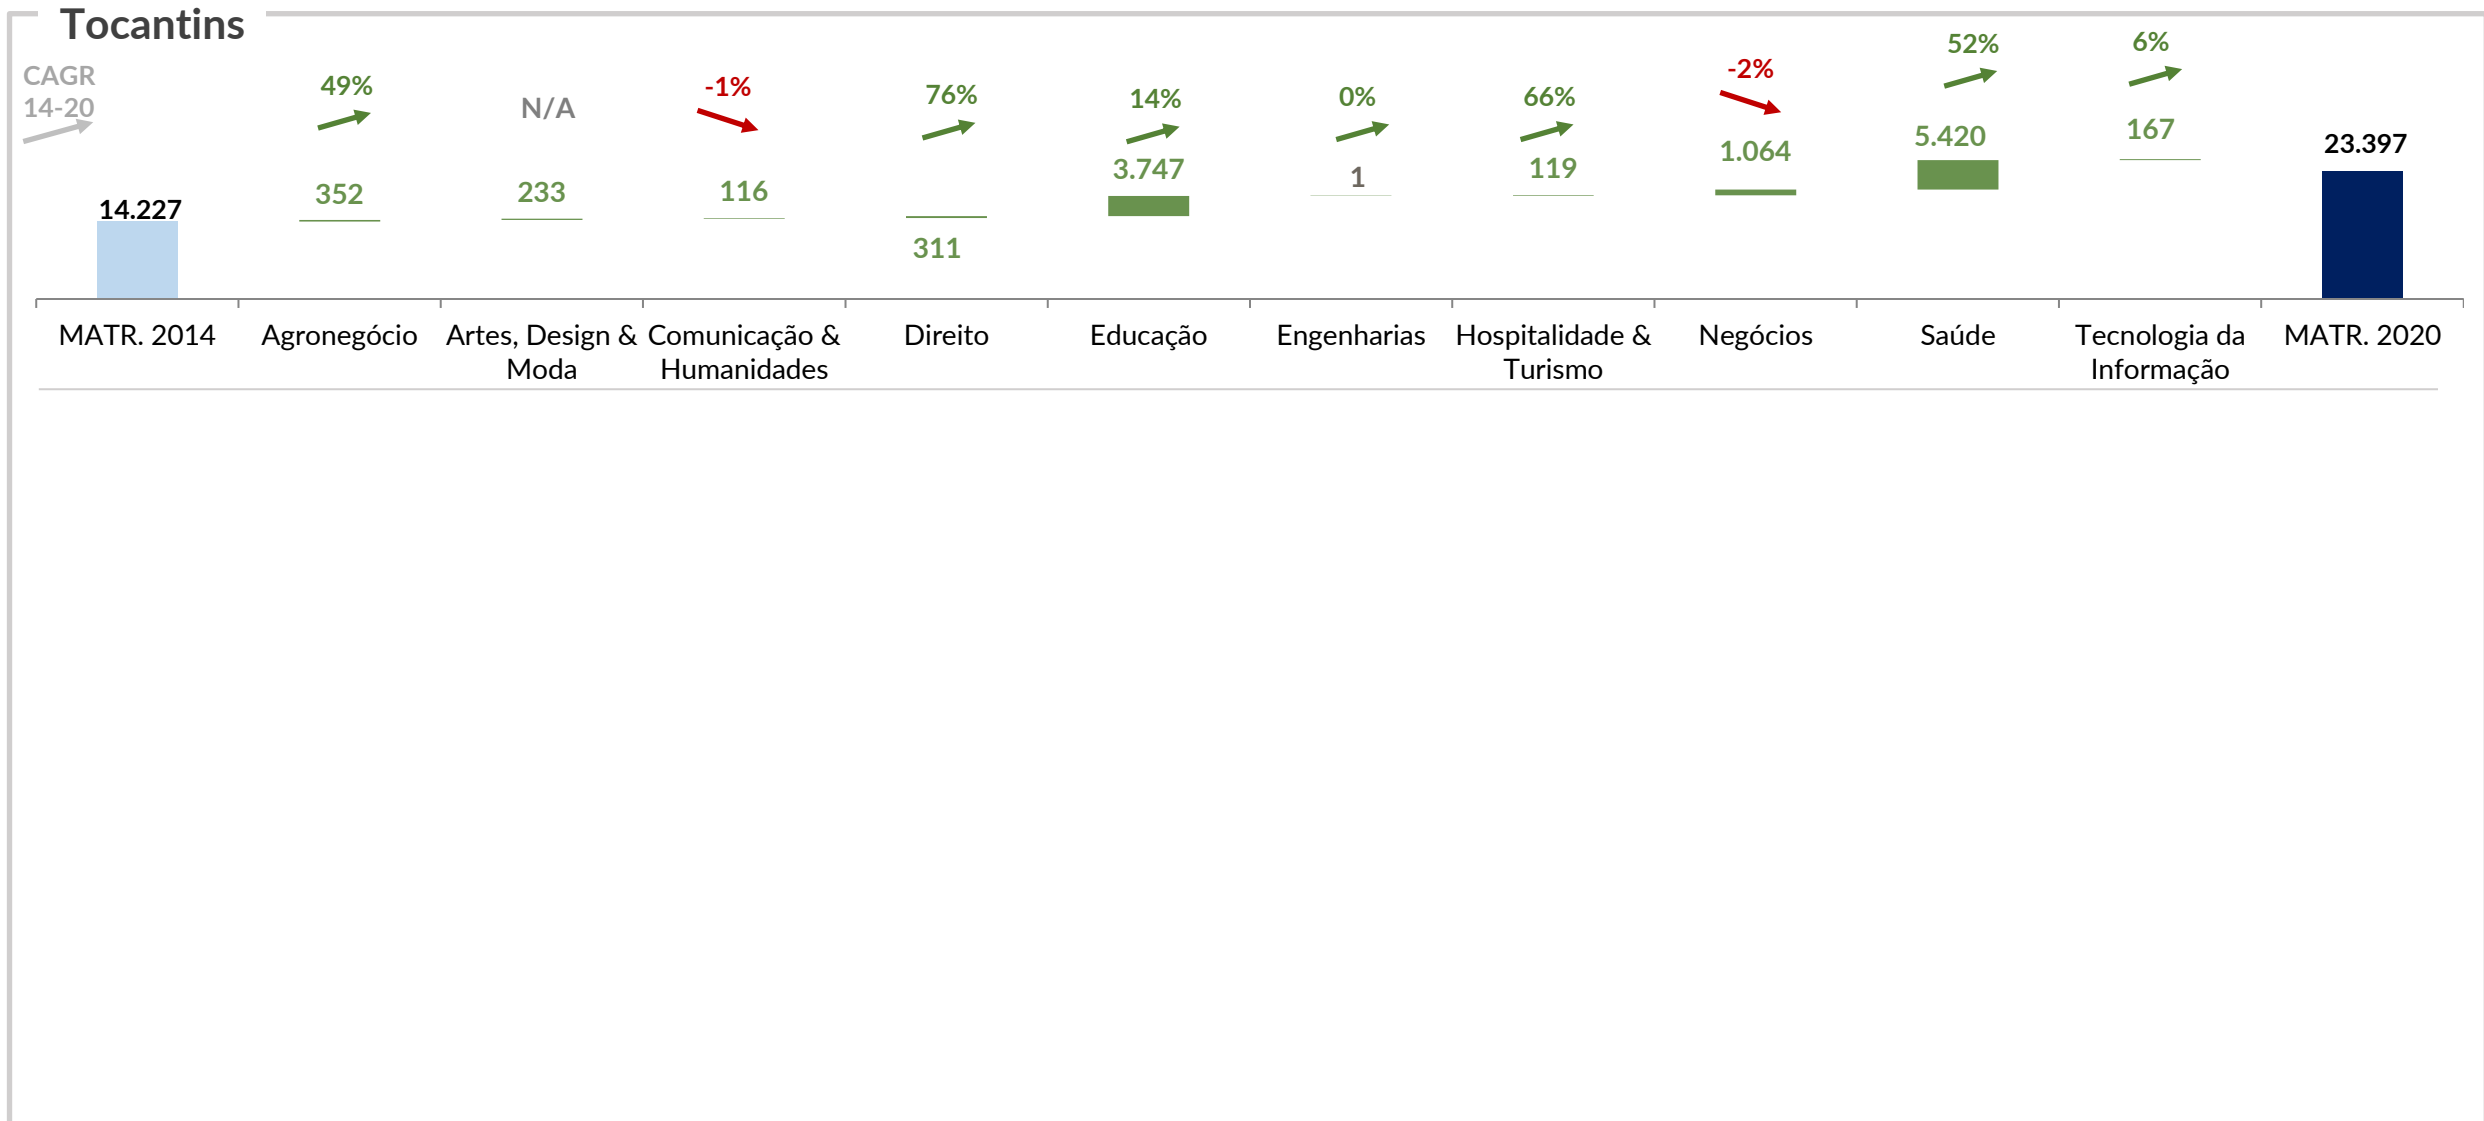 Tocantins
CAGR
14-20
49%
N/A
-1%
76%
14%
0%
66%
-2%
52%
6%
14.227
352
233
116
311
3.747
1
119
1.064
5.420
167
23.397
MATR. 2014
Agronegócio
Artes, Design &
Moda
Comunicação &
Humanidades
Direito
Educação
Engenharias
Hospitalidade &
Turismo
Negócios
Saúde
Tecnologia da
Informação
MATR. 2020